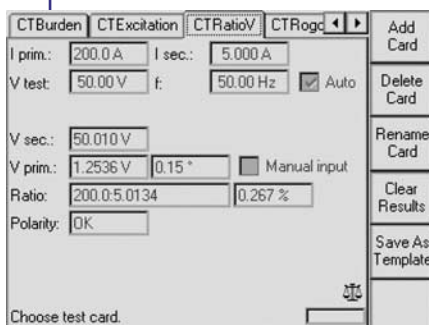 CTBurden CTExcitation CTRatioV CTRogo
I prim.: 200.0 A I sec.: 5.000 A
V test: 50.00 V f: 50.00 Hz Auto
V sec.: 50.010 V
V prim.: 1.2536 V 0.15 ° Manual input
Ratio: 200.0:5.0134 0.267 %
Polarity: OK
Choose test card.
Add
Card
Delete
Card
Rename
Card
Clear
Results
Save As
Template